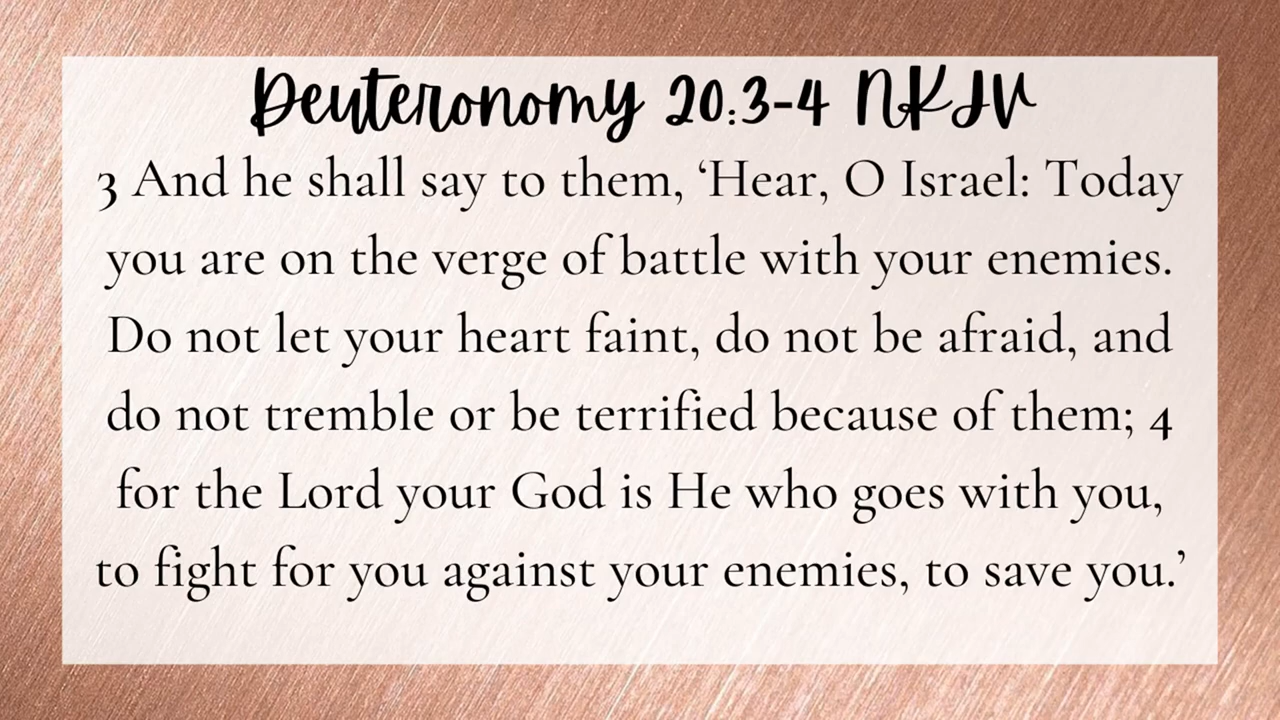 Deuteronomy 20:3-4 NKJV
3 And he shall say to them, ‘Hear, O Israel: Today
you are on the verge of battle with your enemies.
Do not let your heart faint, do not be afraid, and
do not tremble or be terrified because of them; 4
for the Lord your God is He who goes with you,
to fight for you against your enemies, to save you.’